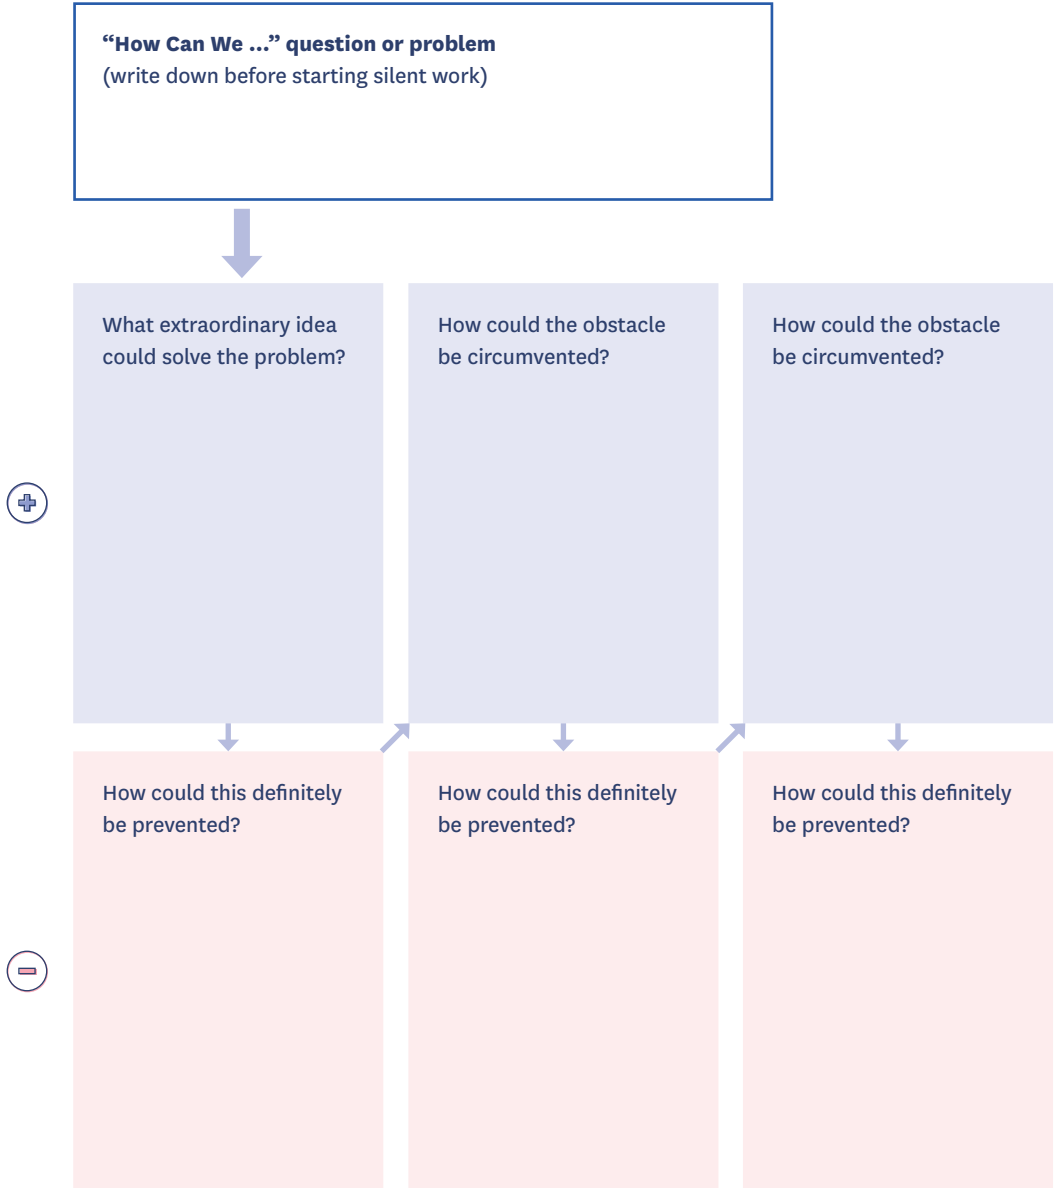 “How Can We ...” question or problem
(write down before starting silent work)
What extraordinary idea
could solve the problem?
How could this definitely
be prevented?
How could the obstacle
be circumvented?
How could this definitely
be prevented?
How could the obstacle
be circumvented?
How could this definitely
be prevented?